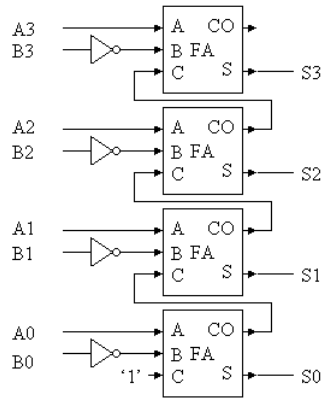 A3 A CO
B3 B FA
C S S3
A2 A CO
B2 B FA
C S S2
A1 A CO
B1 B FA
C S S1
A0 A CO
B0 B FA
‘1’ C S S0